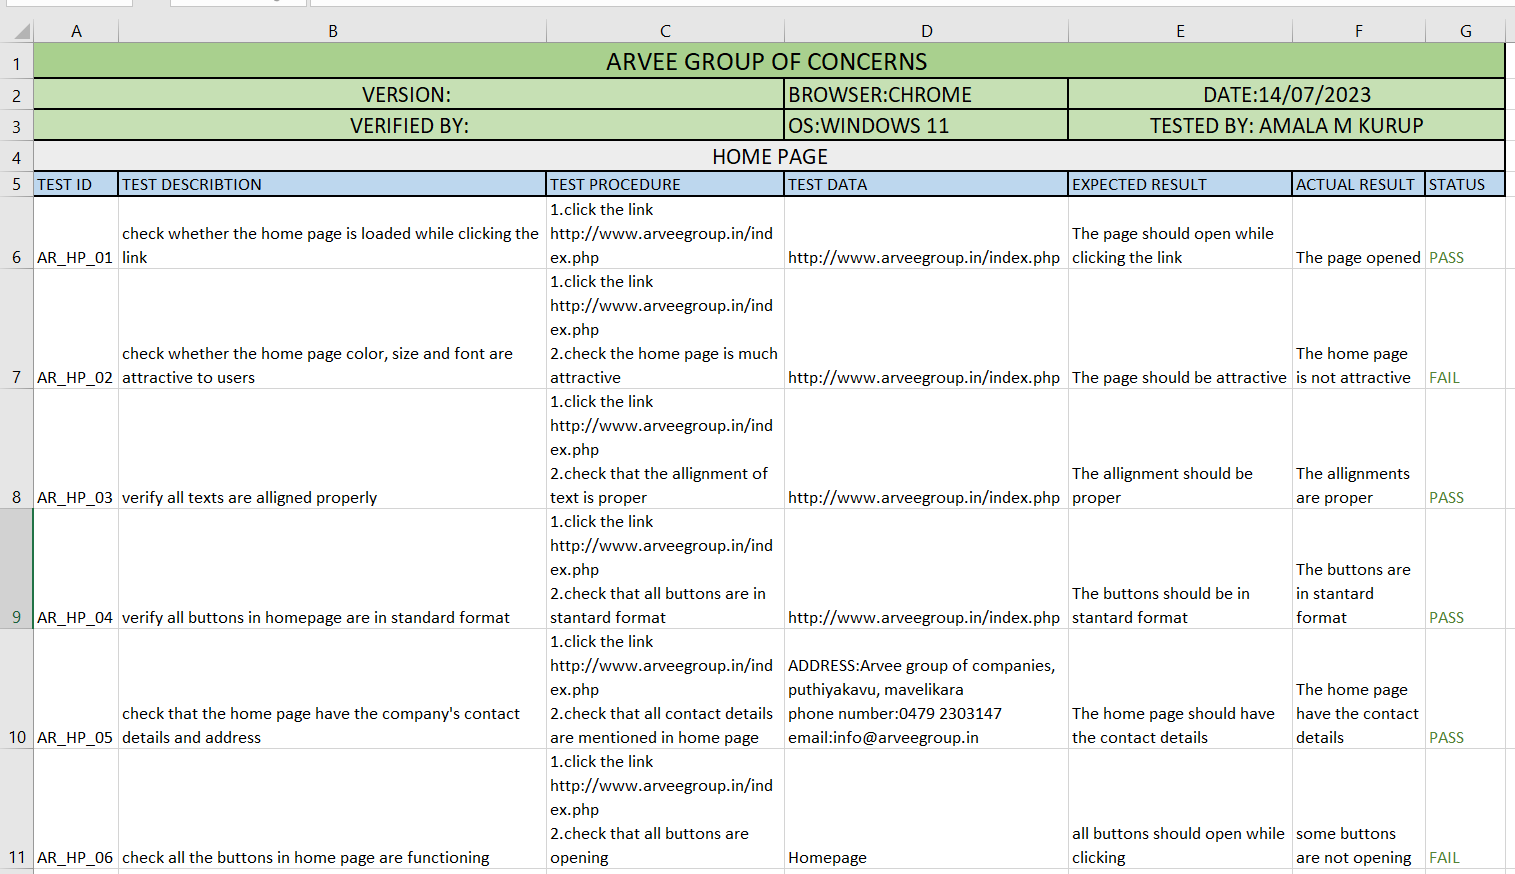 A B C D E F G
1 ARVEE GROUP OF CONCERNS
2 VERSION: BROWSER:CHROME DATE:14/07/2023
3 VERIFIED BY: OS:WINDOWS 11 TESTED BY: AMALA M KURUP
4 HOME PAGE
5 TEST ID TEST DESCRIBTION TEST PROCEDURE TEST DATA EXPECTED RESULT ACTUAL RESULT STATUS
6 AR_HP_01
check whether the home page is loaded while clicking the
link
1.click the link
http://www.arveegroup.in/ind
ex.php
http://www.arveegroup.in/index.php
The page should open while
clicking the link
The page opened
PASS
7 AR_HP_02
check whether the home page color, size and font are
attractive to users
1.click the link
http://www.arveegroup.in/ind
ex.php
2.check the home page is much
attractive
http://www.arveegroup.in/index.php
The page should be attractive
The home page
is not attractive
FAIL
8 AR_HP_03
verify all texts are alligned properly
1.click the link
http://www.arveegroup.in/ind
ex.php
2.check that the allignment of
text is proper
http://www.arveegroup.in/index.php
The allignment should be
proper
The allignments
are proper
PASS
9 AR_HP_04
verify all buttons in homepage are in standard format
1.click the link
http://www.arveegroup.in/ind
ex.php
2.check that all buttons are in
stantard format
http://www.arveegroup.in/index.php
The buttons should be in
stantard format
The buttons are
in stantard
format
PASS
10 AR_HP_05
check that the home page have the company's contact
details and address
1.click the link
http://www.arveegroup.in/ind
ex.php
2.check that all contact details
are mentioned in home page
ADDRESS:Arvee group of companies,
puthiyakavu, mavelikara
phone number:0479 2303147
email:info@arveegroup.in
The home page should have
the contact details
The home page
have the contact
details
PASS
11 AR_HP_06
check all the buttons in home page are functioning
1.click the link
http://www.arveegroup.in/ind
ex.php
2.check that all buttons are
opening
Homepage
all buttons should open while
clicking
some buttons
are not opening
FAIL